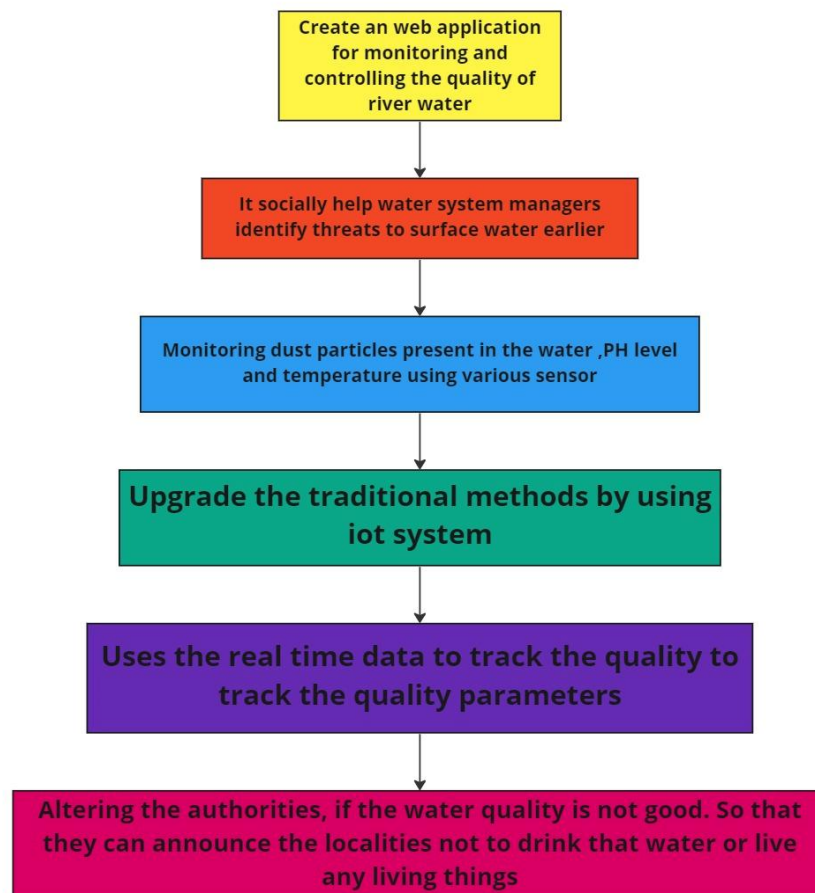 Create an web application
for monitoring and
controlling the quality of
river water
It socially help water system managers
identify threats to surface water earlier
Monitoring dust particles present in the water ,PH level
and temperature using various sensor
Upgrade the traditional methods by using
iot system
Uses the real time data to track the quality to
track the quality parameters
Altering the authorities, if the water quality is not good. So that
they can announce the localities not to drink that water or live
any living things